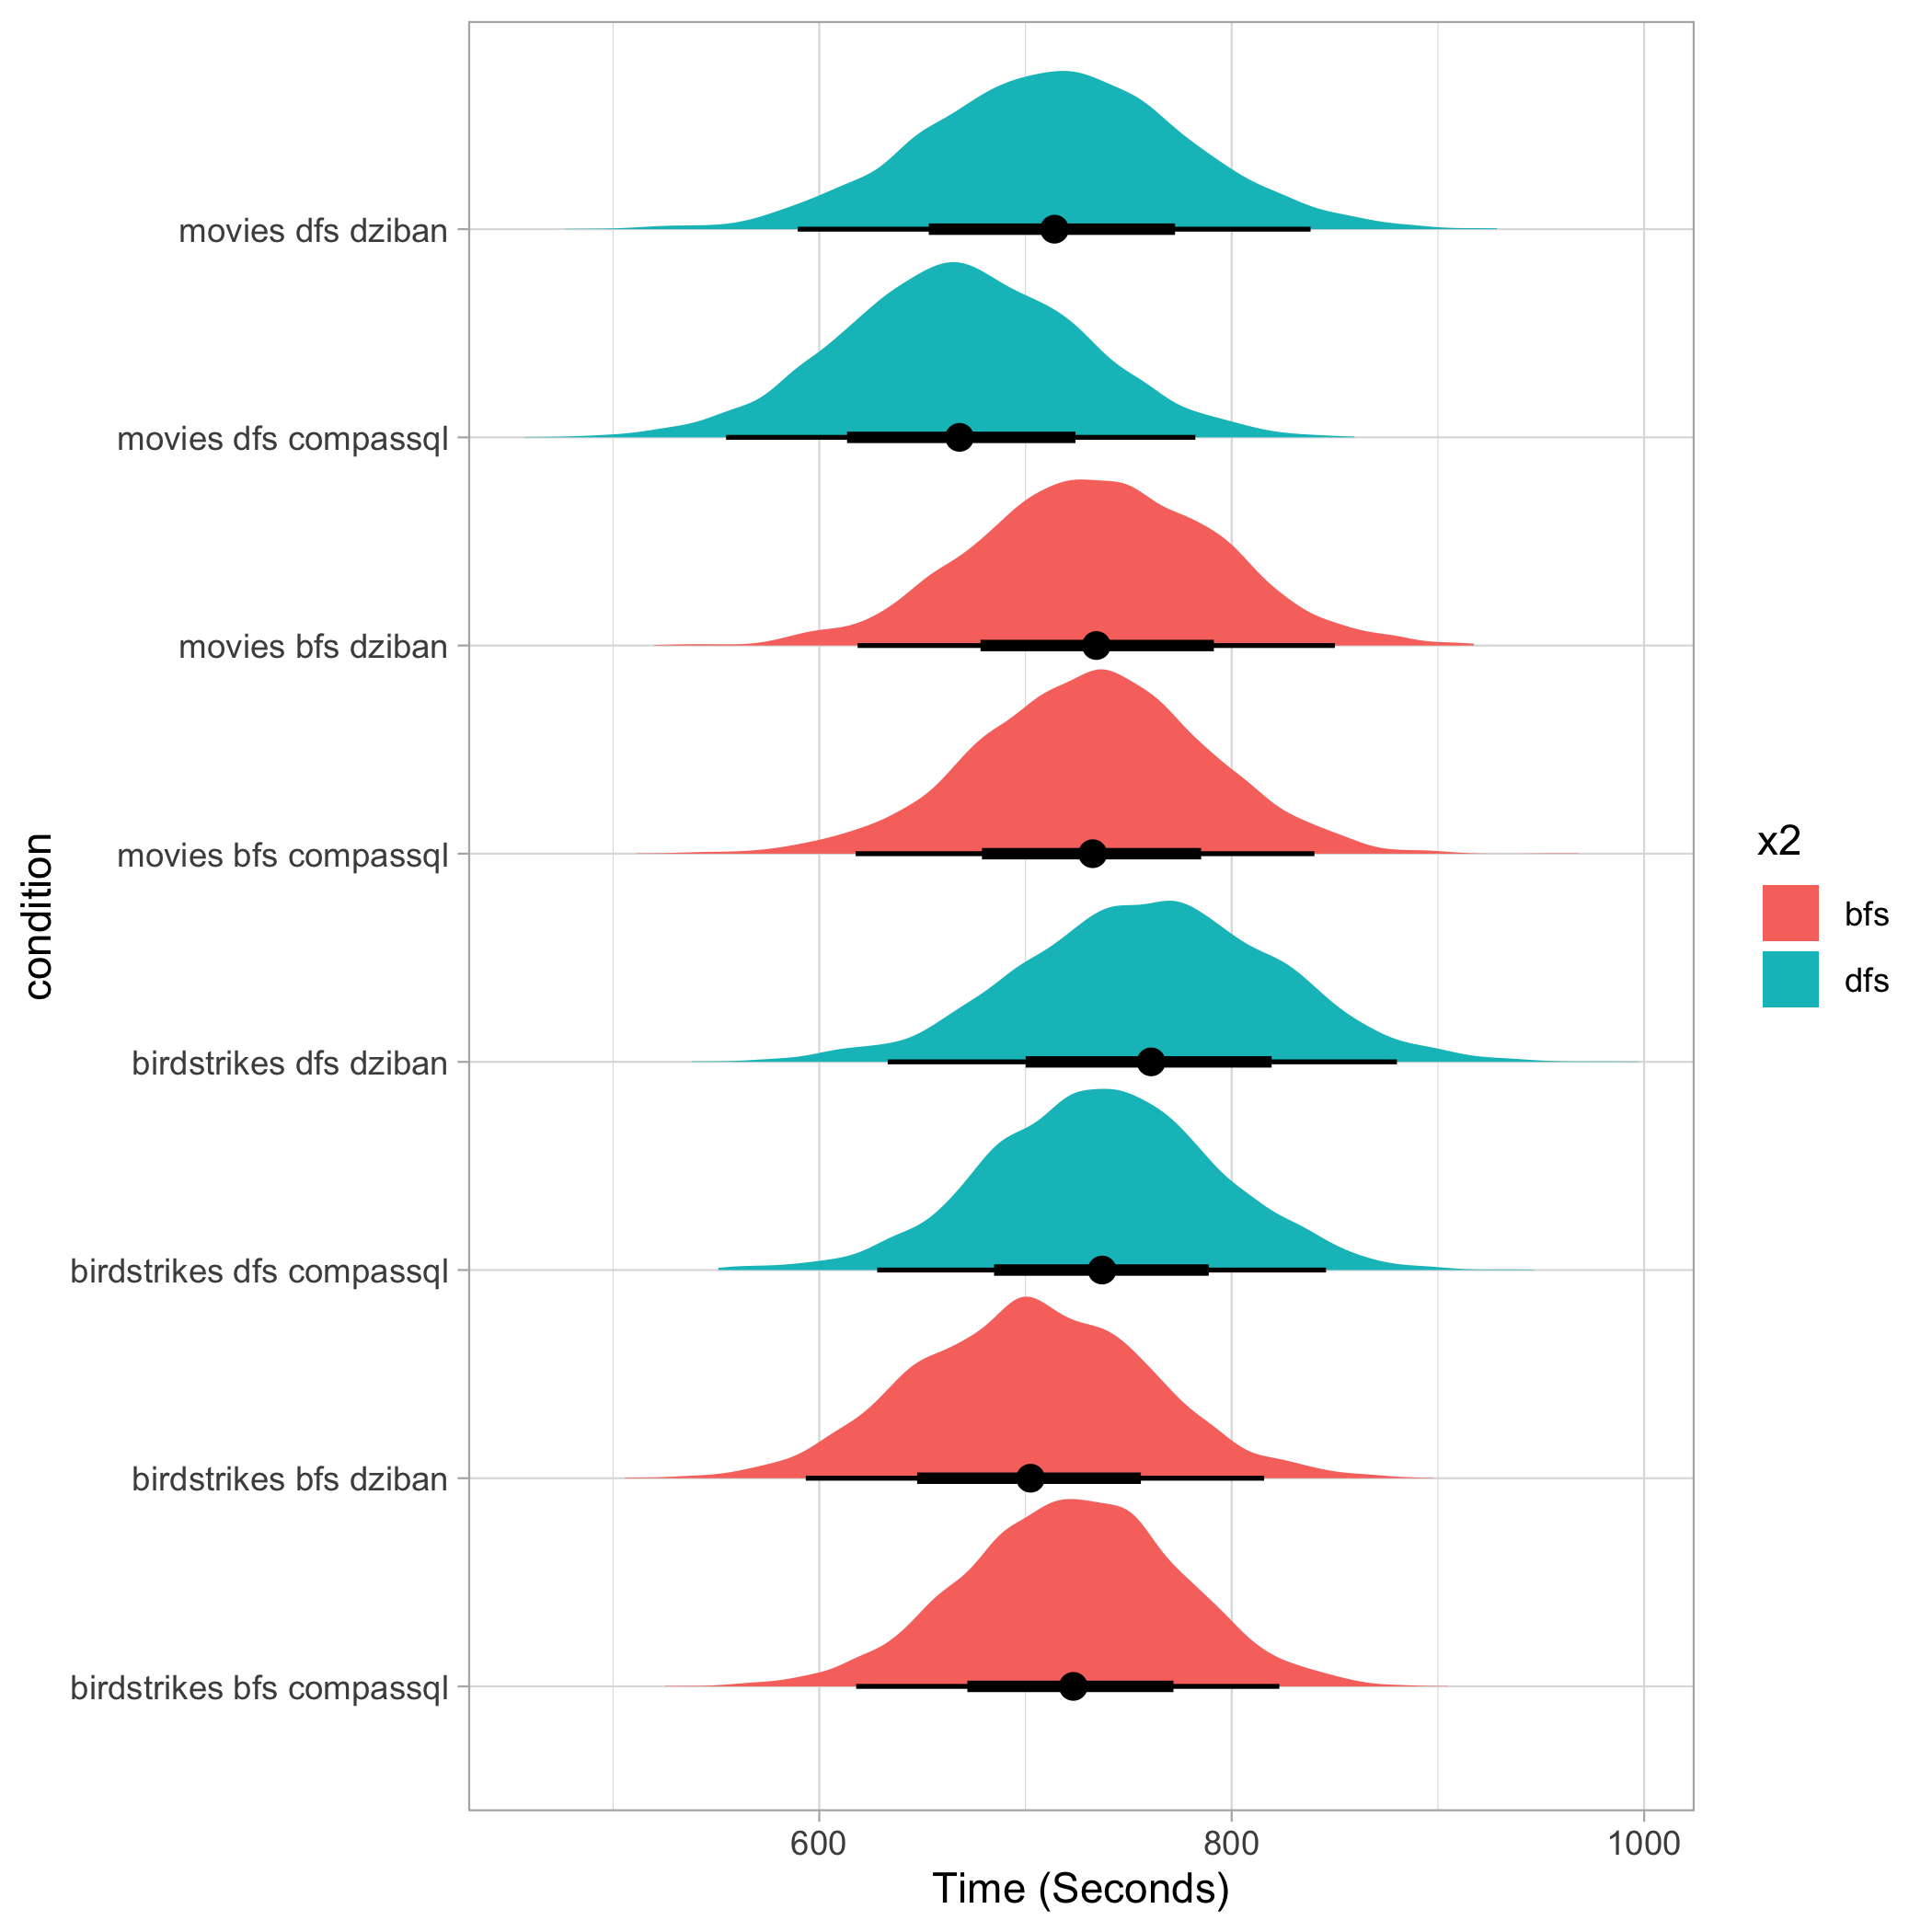 movies dfs dziban
movies dfs compassql
movies bfs dziban
movies bfs compassql
birdstrikes dfs dziban
birdstrikes dfs compassql
birdstrikes bfs dziban
birdstrikes bfs compassql
condition
600 800 1000
Time (Seconds)
x2
bfs
dfs